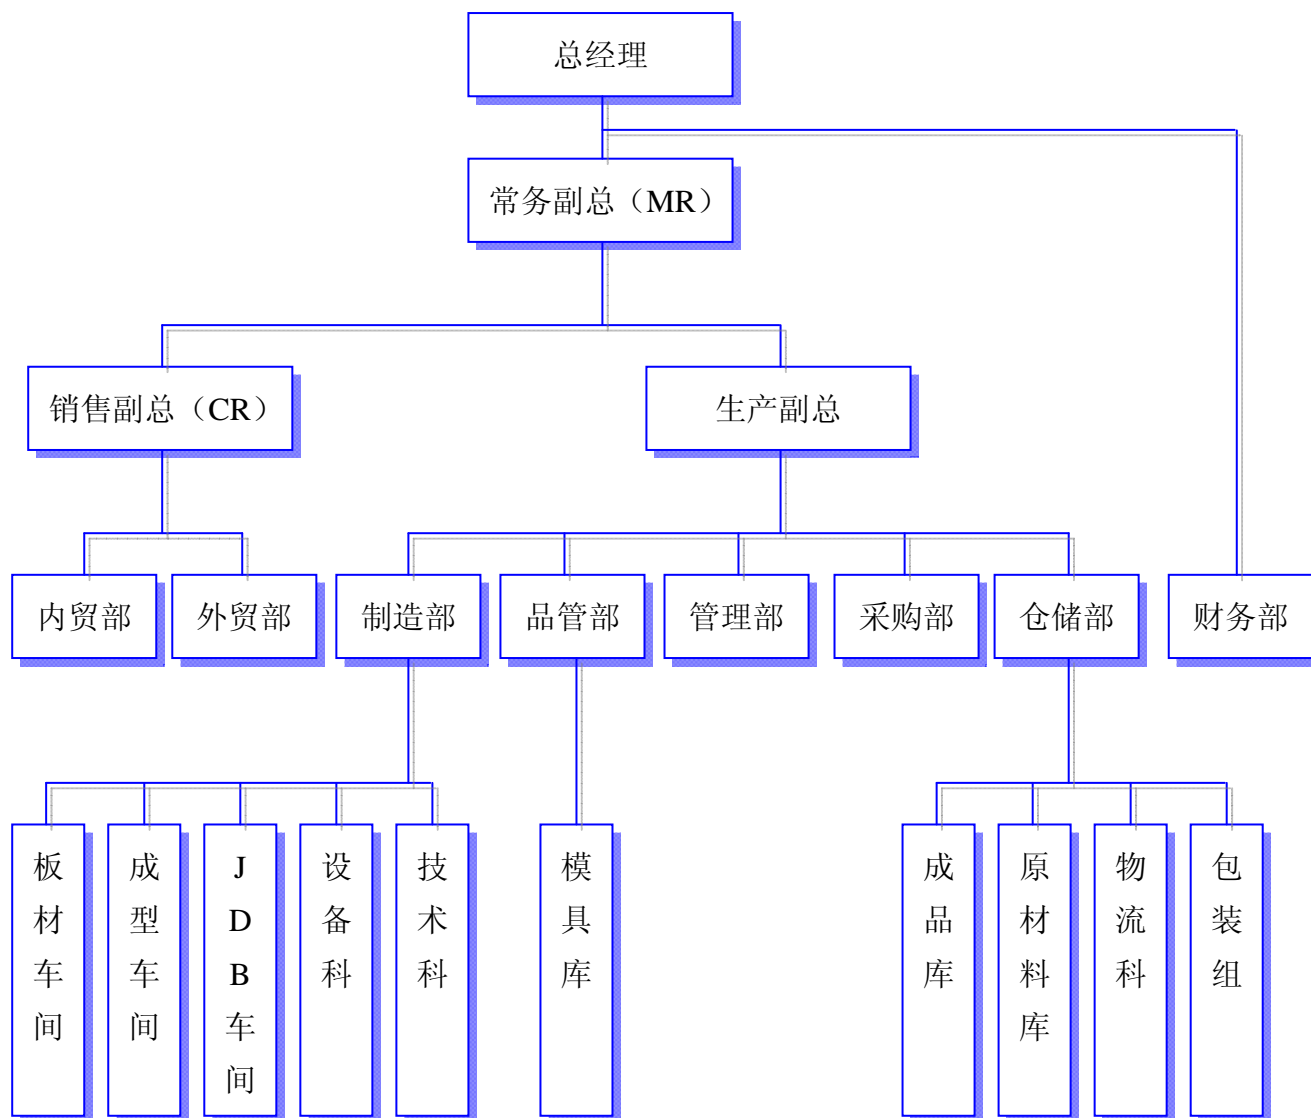 总经理
常务副总（MR）
销售副总（CR）
生产副总
内贸部
外贸部
制造部
品管部
管理部
采购部
仓储部
财务部
板材车间
成型车间
JDB车间
设备科
技术科
模具库
成品库
原材料库
物流科
包装组